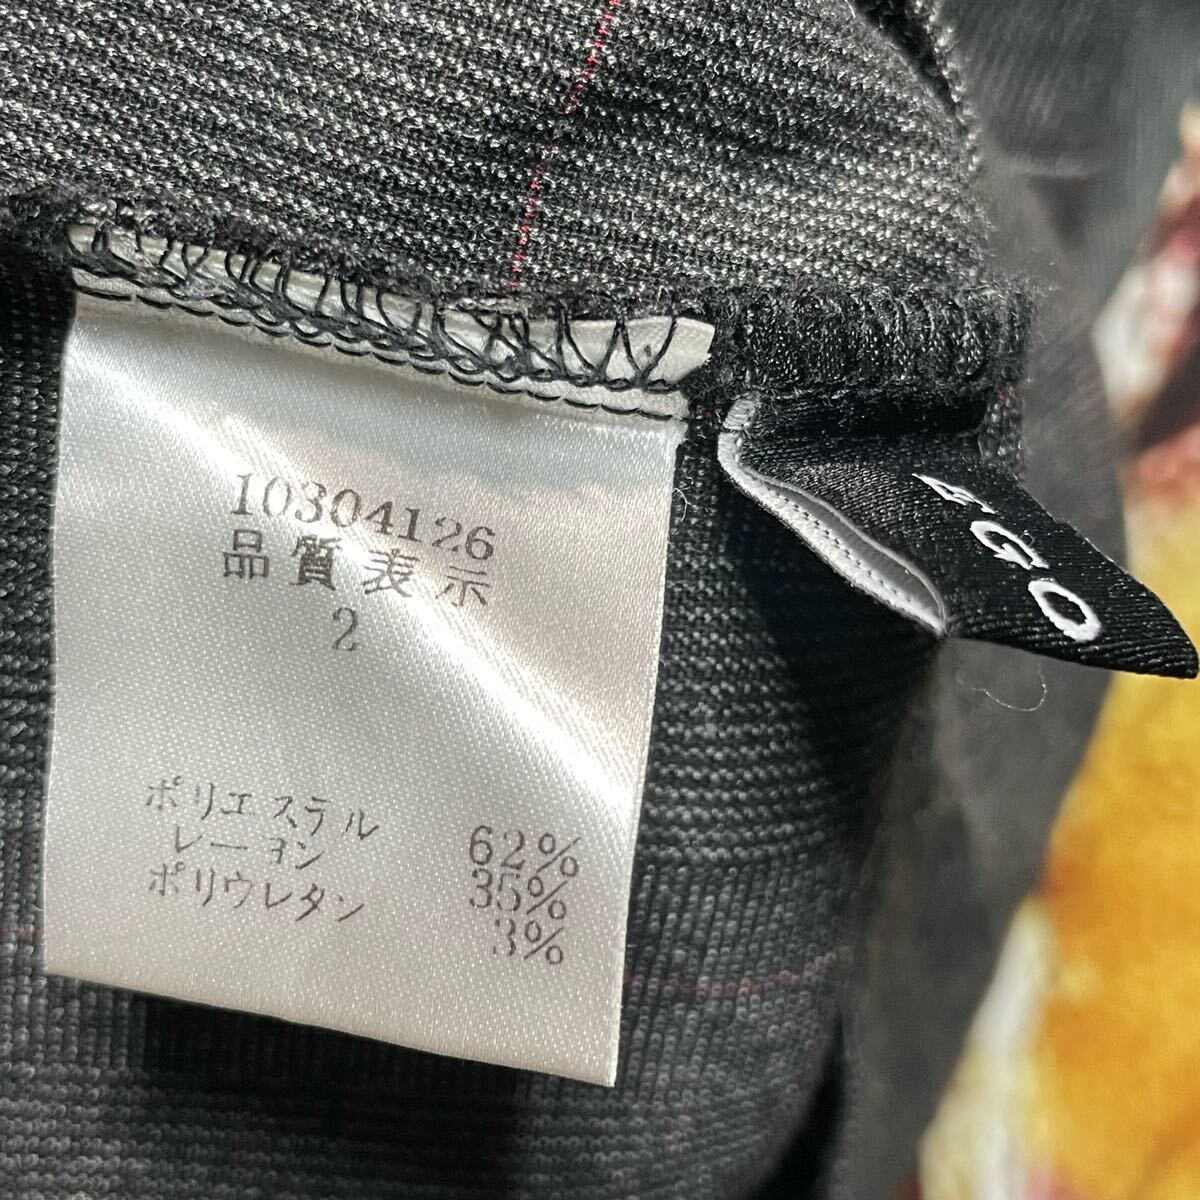 10304126
品質表示
2
ポリエステル 62%
レーヨン 35%
ポリウレタン 3%
GO